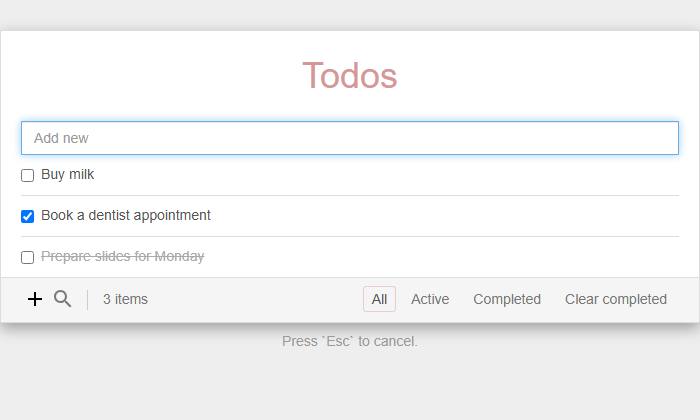 Todos
Add new
Buy milk
Book a dentist appointment
Prepare slides for Monday
3 items All Active Completed Clear completed
Press `Esc` to cancel.